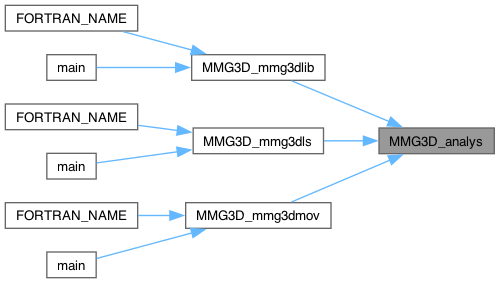 FORTRAN_NAME
main
MMG3D_mmg3dlib
FORTRAN_NAME
main
MMG3D_mmg3dls
MMG3D_analys
FORTRAN_NAME
main
MMG3D_mmg3dmov